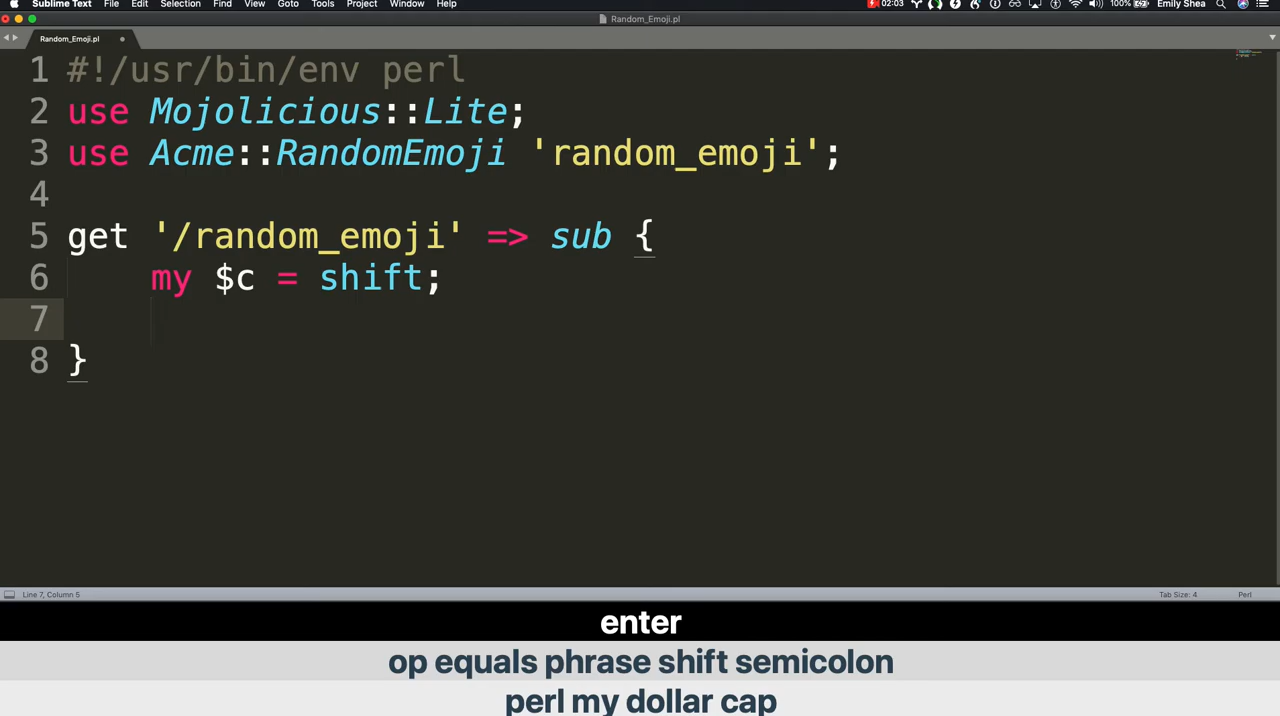 Sublime Text File Edit Selection Find View Goto Tools Project Window Help 02:03 100% Emily Shea
Random_Emoji.pl
Random_Emoji.pl
1 #!/usr/bin/env perl
2 use Mojolicious::Lite;
3 use Acme::RandomEmoji 'random_emoji';
4
5 get '/random_emoji' => sub {
6 my $c = shift;
7
8 }
Line 7, Column 5 Tab Size: 4 Perl
enter
op equals phrase shift semicolon
perl my dollar cap